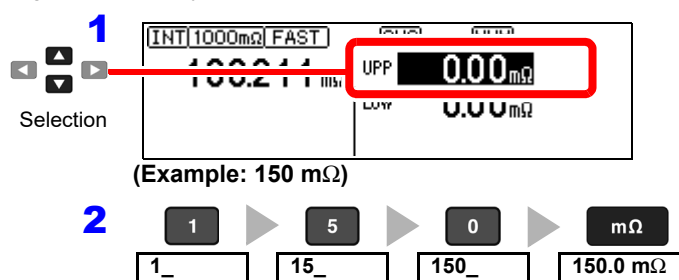 1
INT 1000mΩ FAST
UPP 0.00mΩ
LOW 0.00mΩ
Selection
(Example: 150 mΩ)
2
1 5 0 mΩ
1_ 15_ 150_ 150.0 mΩ